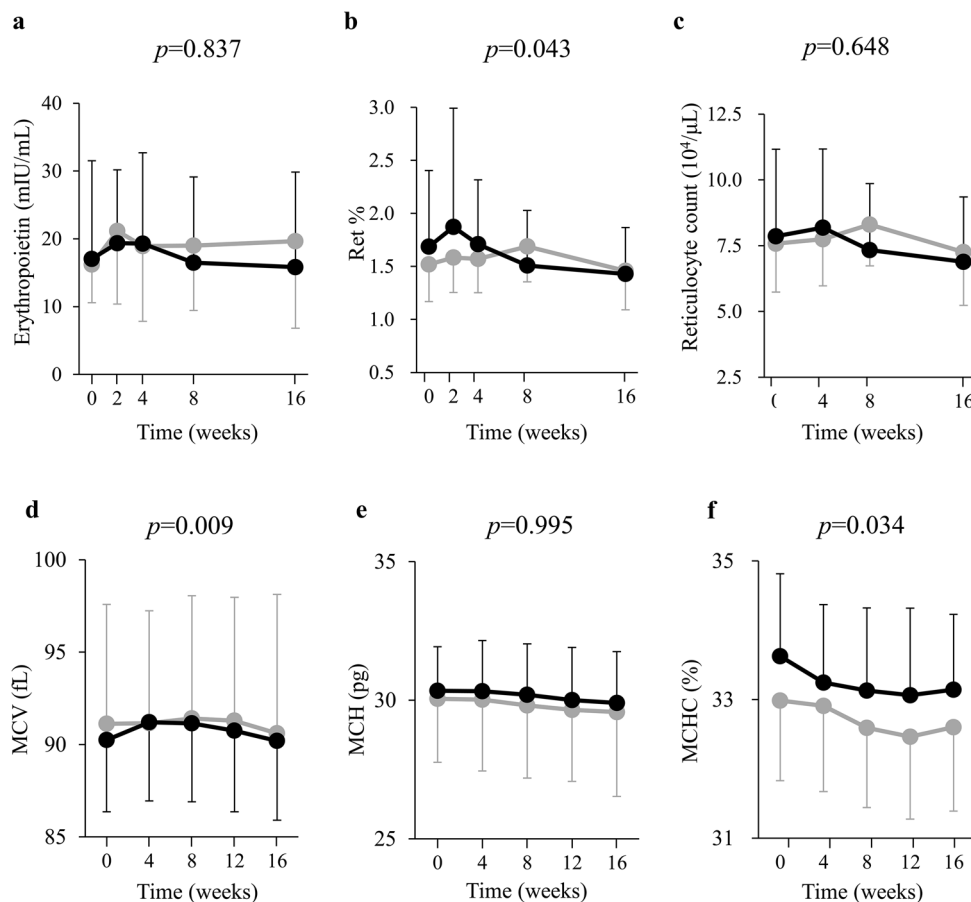 a
p=0.837
Erythropoietin (mIU/mL)
40
30
20
10
0
0 2 4 8 16
Time (weeks)
b
p=0.043
Ret %
3.0
2.5
2.0
1.5
1.0
0.5
0 2 4 8 16
Time (weeks)
c
p=0.648
Reticulocyte count (10⁴/μL)
12.5
10.0
7.5
5.0
2.5
4 8 16
Time (weeks)
d
p=0.009
MCV (fL)
100
95
90
85
0 4 8 12 16
Time (weeks)
e
p=0.995
MCH (pg)
35
30
25
0 4 8 12 16
Time (weeks)
f
p=0.034
MCHC (%)
35
33
31
0 4 8 12 16
Time (weeks)